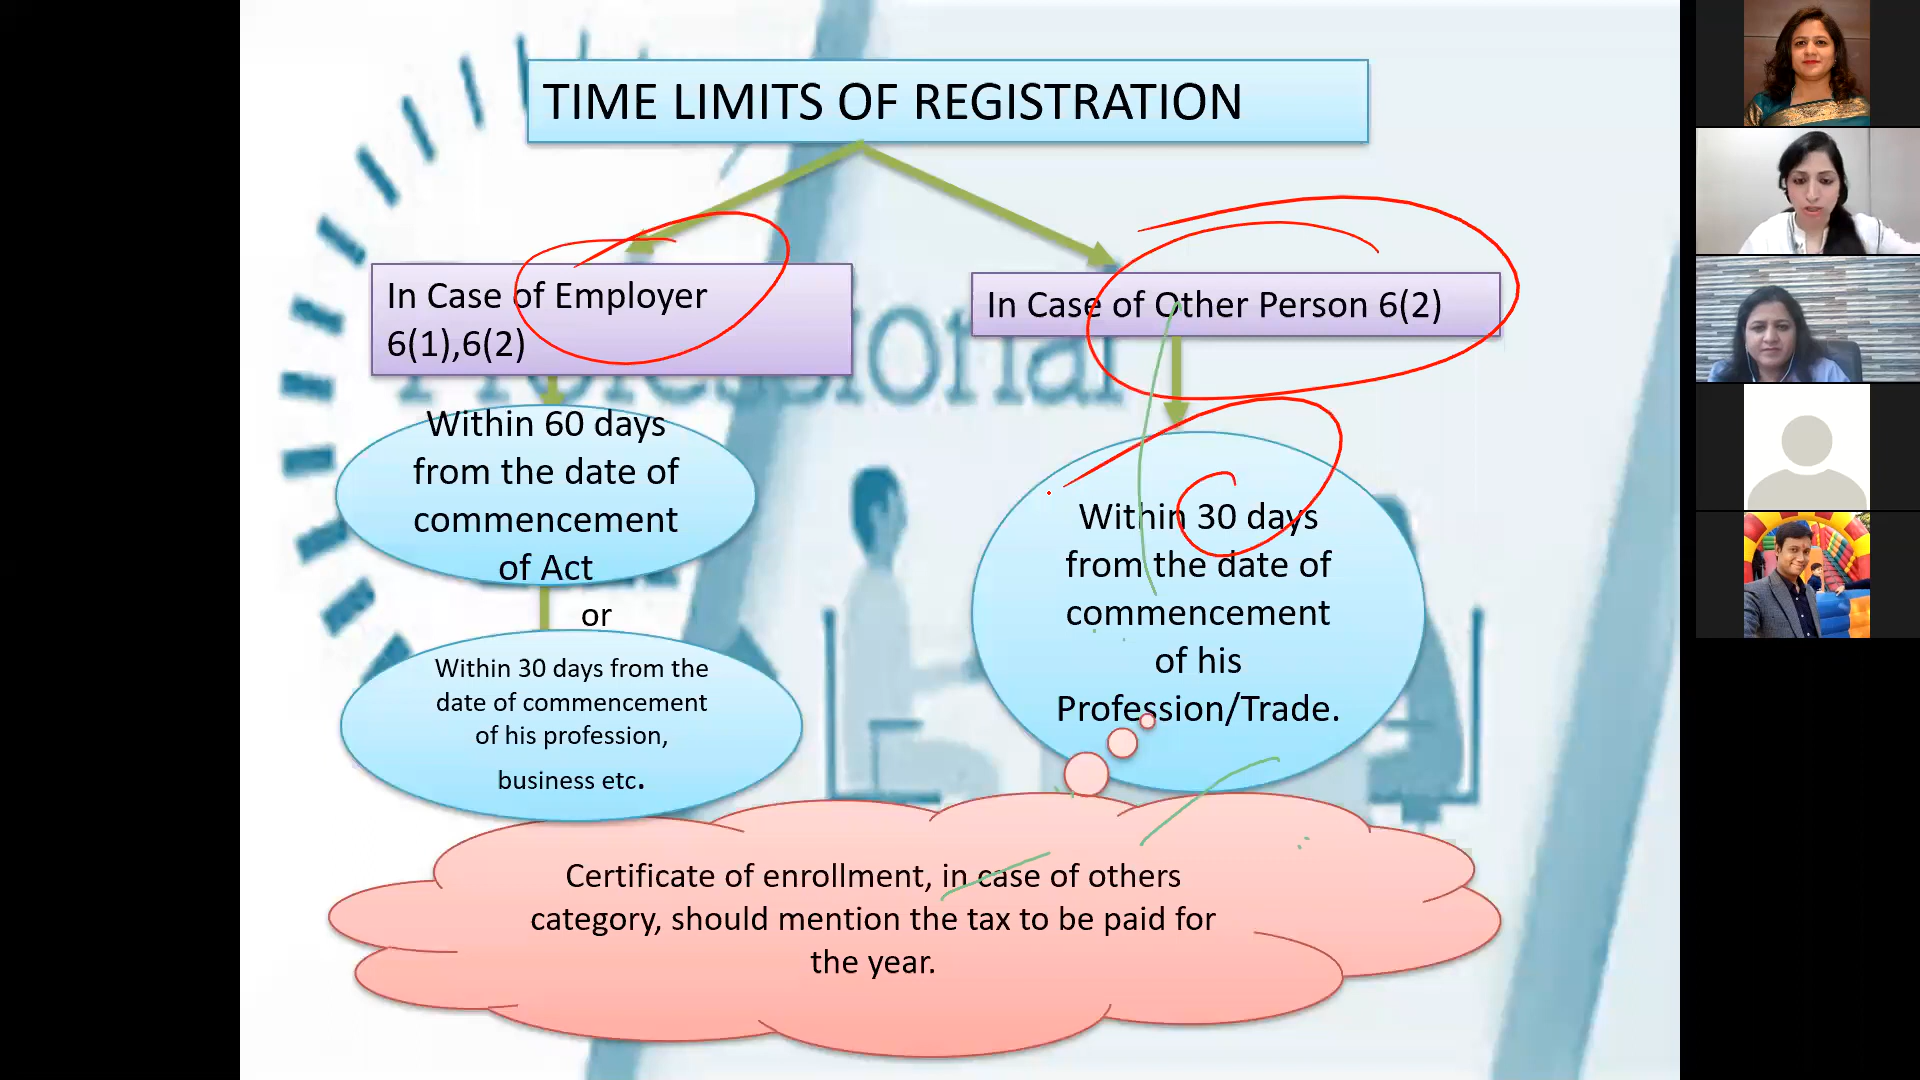 TIME LIMITS OF REGISTRATION
In Case of Employer
6(1),6(2)
In Case of Other Person 6(2)
Within 60 days
from the date of
commencement
of Act
or
Within 30 days from the
date of commencement
of his profession,
business etc.
Within 30 days
from the date of
commencement
of his
Profession/Trade.
Certificate of enrollment, in case of others
category, should mention the tax to be paid for
the year.